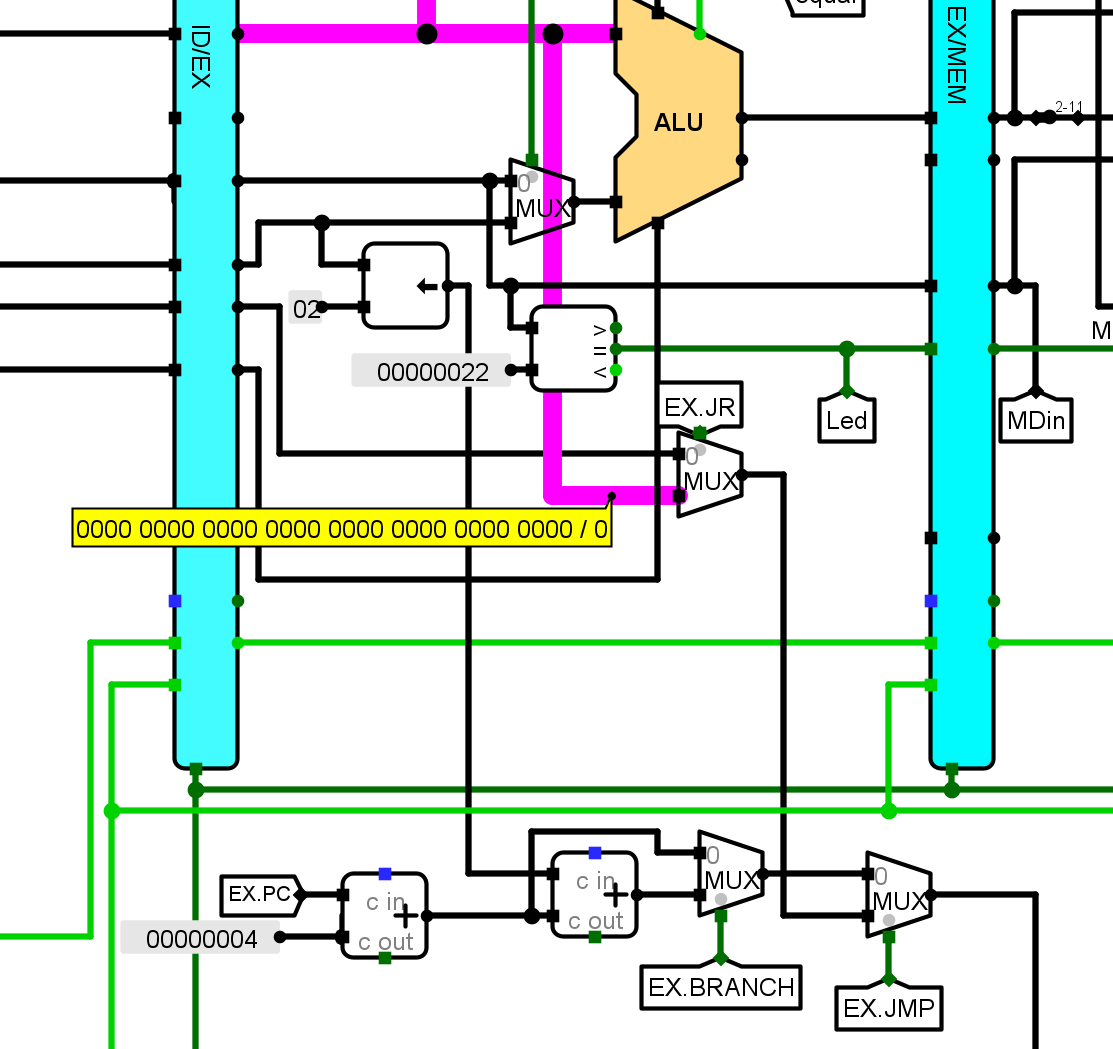 equal
ID/EX
EX/MEM
2-11
ALU
0
MUX
02
>
=
<
00000022
M
EX.JR
Led
MDin
0
MUX
0000 0000 0000 0000 0000 0000 0000 0000 / 0
EX.PC
c in
+
c out
00000004
c in
+
c out
0
MUX
0
MUX
EX.BRANCH
EX.JMP